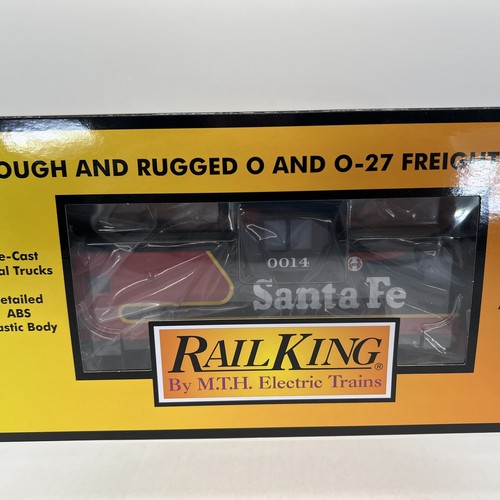 OUGH AND RUGGED O AND O-27 FREIGHT
e-Cast
al Trucks
etailed
ABS
astic Body
0014
Santa Fe
RAILKING®
By M.T.H. Electric Trains